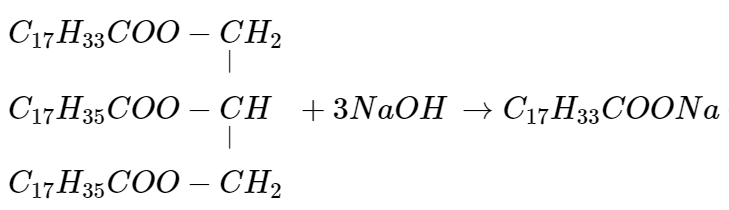 C₁₇H₃₃COO − CH₂
|
C₁₇H₃₅COO − CH + 3NaOH → C₁₇H₃₃COONa
|
C₁₇H₃₅COO − CH₂